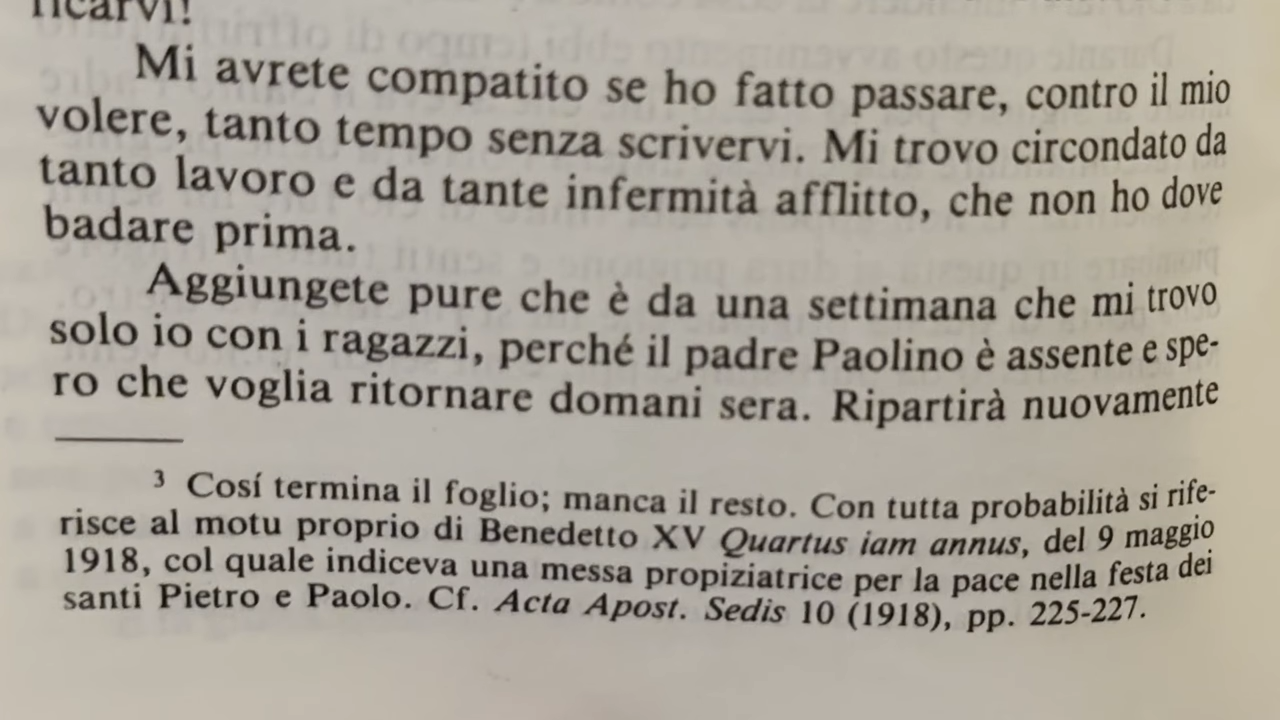 ricarvi!
Mi avrete compatito se ho fatto passare, contro il mio
volere, tanto tempo senza scrivervi. Mi trovo circondato da
tanto lavoro e da tante infermità afflitto, che non ho dove
badare prima.
Aggiungete pure che è da una settimana che mi trovo
solo io con i ragazzi, perché il padre Paolino è assente e spe-
ro che voglia ritornare domani sera. Ripartirà nuovamente
3 Cosí termina il foglio; manca il resto. Con tutta probabilità si rife-
risce al motu proprio di Benedetto XV Quartus iam annus, del 9 maggio
1918, col quale indiceva una messa propiziatrice per la pace nella festa dei
santi Pietro e Paolo. Cf. Acta Apost. Sedis 10 (1918), pp. 225-227.